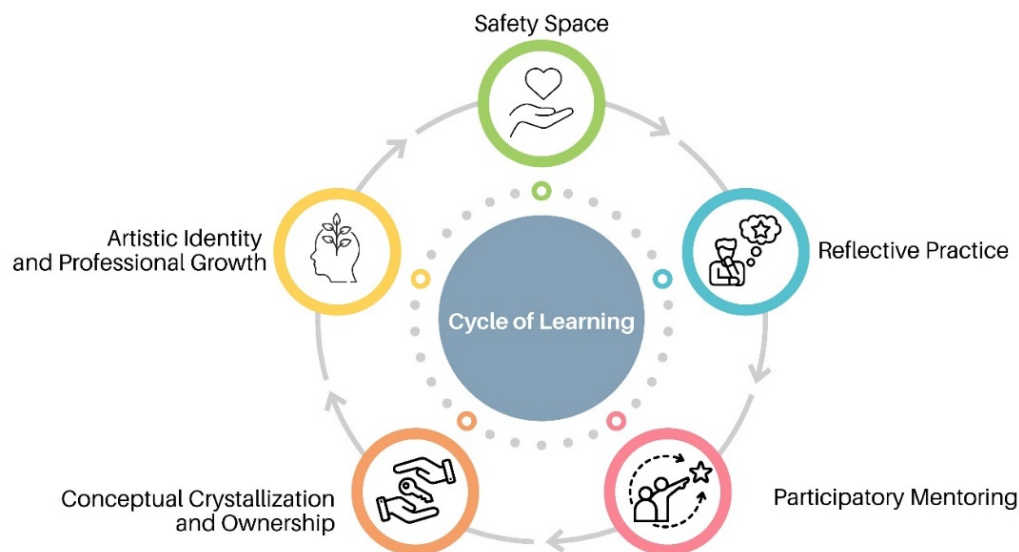 Safety Space
Reflective Practice
Participatory Mentoring
Conceptual Crystallization
and Ownership
Artistic Identity
and Professional Growth
Cycle of Learning